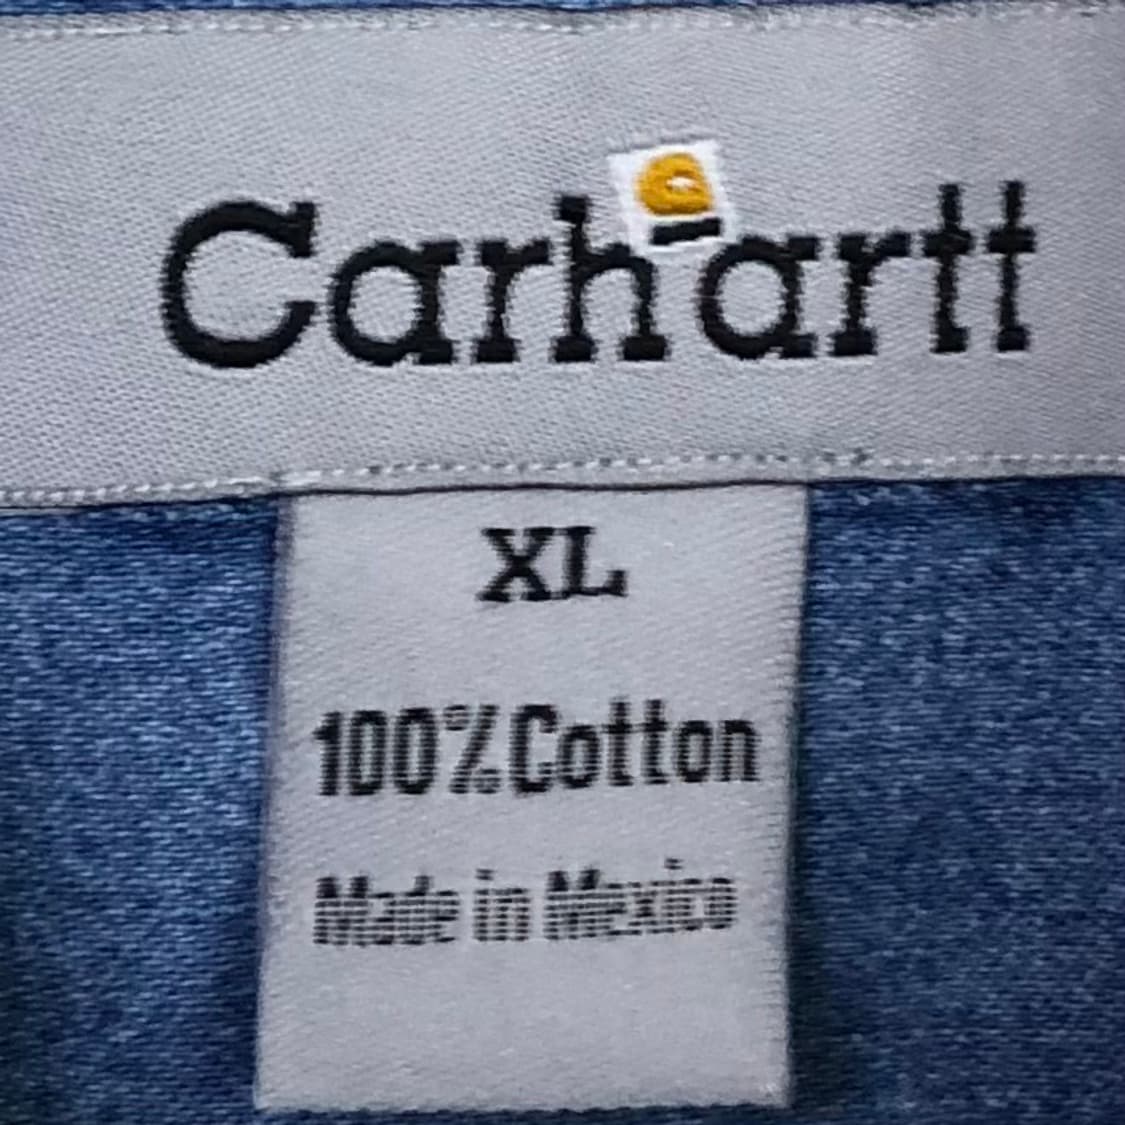 Carhartt
XL
100% Cotton
Made in Mexico